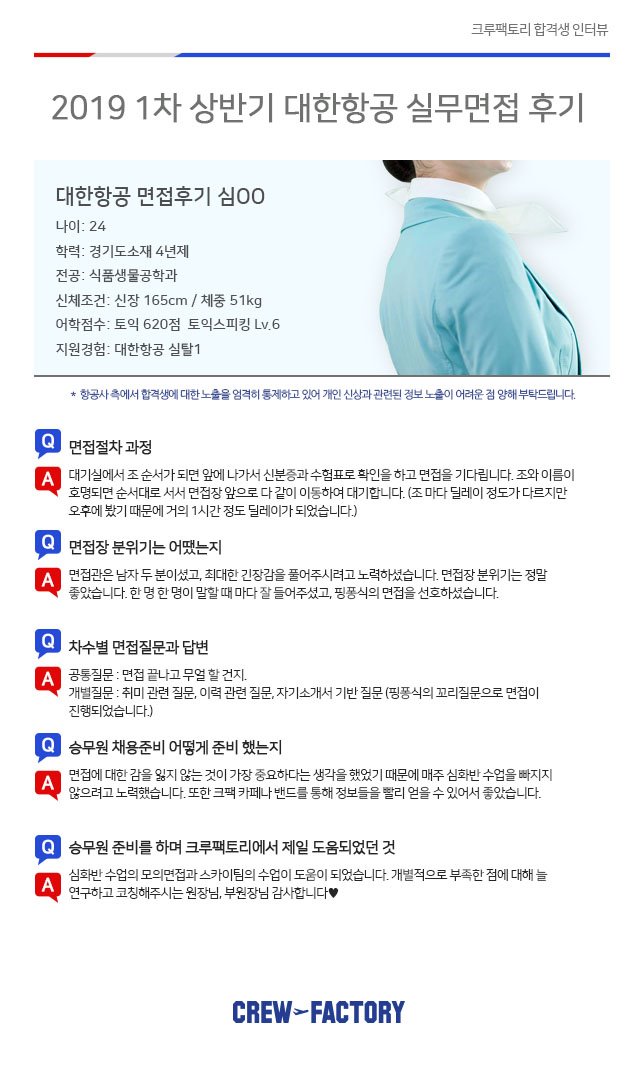 크루팩토리 합격생 인터뷰
2019 1차 상반기 대한항공 실무면접 후기
대한항공 면접후기 심OO
나이: 24
학력: 경기도소재 4년제
전공: 식품생물공학과
신체조건: 신장 165cm / 체중 51kg
어학점수: 토익 620점 토익스피킹 Lv.6
지원경험: 대한항공 실탈1
* 항공사 측에서 합격생에 대한 노출을 엄격히 통제하고 있어 개인 신상과 관련된 정보 노출이 어려운 점 양해 부탁드립니다.
Q 면접절차 과정
A 대기실에서 조 순서가 되면 앞에 나가서 신분증과 수험표로 확인을 하고 면접을 기다립니다. 조와 이름이
호명되면 순서대로 서서 면접장 앞으로 다 같이 이동하여 대기합니다. (조 마다 딜레이 정도가 다르지만
오후에 봤기 때문에 거의 1시간 정도 딜레이가 되었습니다.)
Q 면접장 분위기는 어땠는지
A 면접관은 남자 두 분이셨고, 최대한 긴장감을 풀어주시려고 노력하셨습니다. 면접장 분위기는 정말
좋았습니다. 한 명 한 명이 말할 때 마다 잘 들어주셨고, 핑퐁식의 면접을 선호하셨습니다.
Q 차수별 면접질문과 답변
A 공통질문 : 면접 끝나고 무얼 할 건지.
개별질문 : 취미 관련 질문, 이력 관련 질문, 자기소개서 기반 질문 (핑퐁식의 꼬리질문으로 면접이
진행되었습니다.)
Q 승무원 채용준비 어떻게 준비 했는지
A 면접에 대한 감을 잃지 않는 것이 가장 중요하다는 생각을 했었기 때문에 매주 심화반 수업을 빠지지
않으려고 노력했습니다. 또한 크팩 카페나 밴드를 통해 정보들을 빨리 얻을 수 있어서 좋았습니다.
Q 승무원 준비를 하며 크루팩토리에서 제일 도움되었던 것
A 심화반 수업의 모의면접과 스카이팀의 수업이 도움이 되었습니다. 개별적으로 부족한 점에 대해 늘
연구하고 코칭해주시는 원장님, 부원장님 감사합니다♥
CREW FACTORY